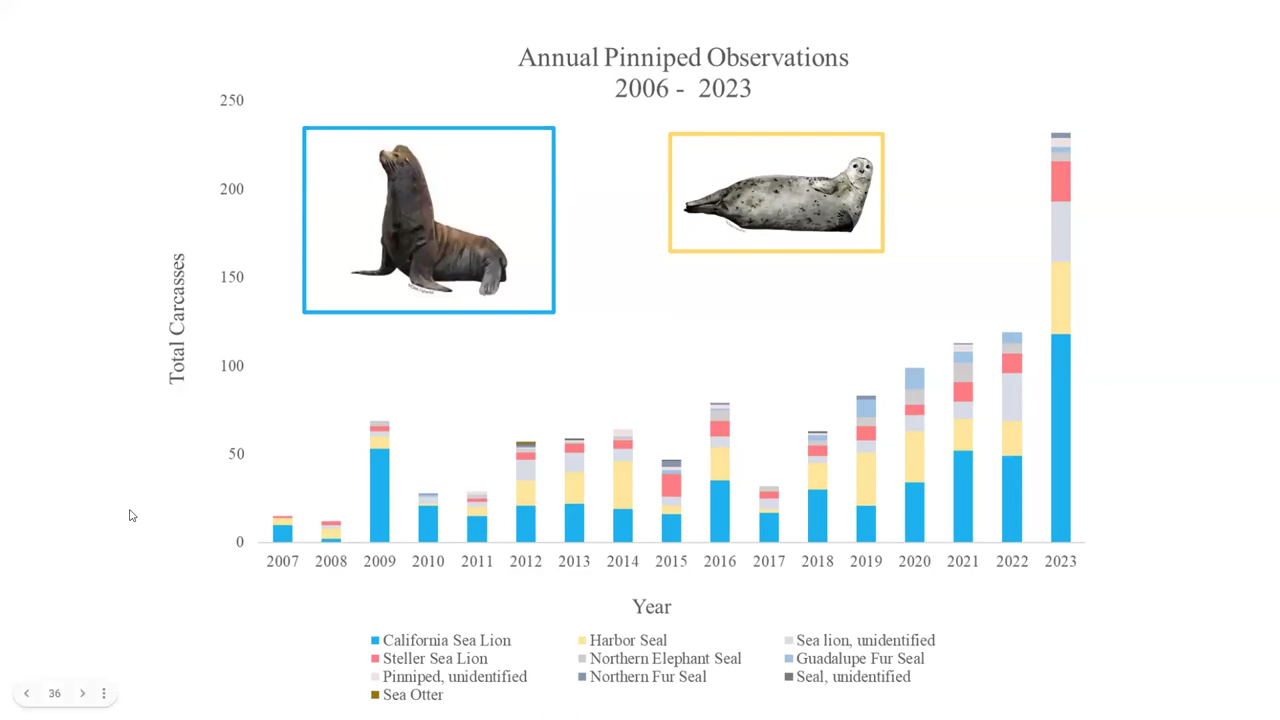 Annual Pinniped Observations
2006 - 2023
250
200
150
100
50
0
Total Carcasses
2007 2008 2009 2010 2011 2012 2013 2014 2015 2016 2017 2018 2019 2020 2021 2022 2023
Year
California Sea Lion Harbor Seal Sea lion, unidentified
Steller Sea Lion Northern Elephant Seal Guadalupe Fur Seal
Pinniped, unidentified Northern Fur Seal Seal, unidentified
Sea Otter
36